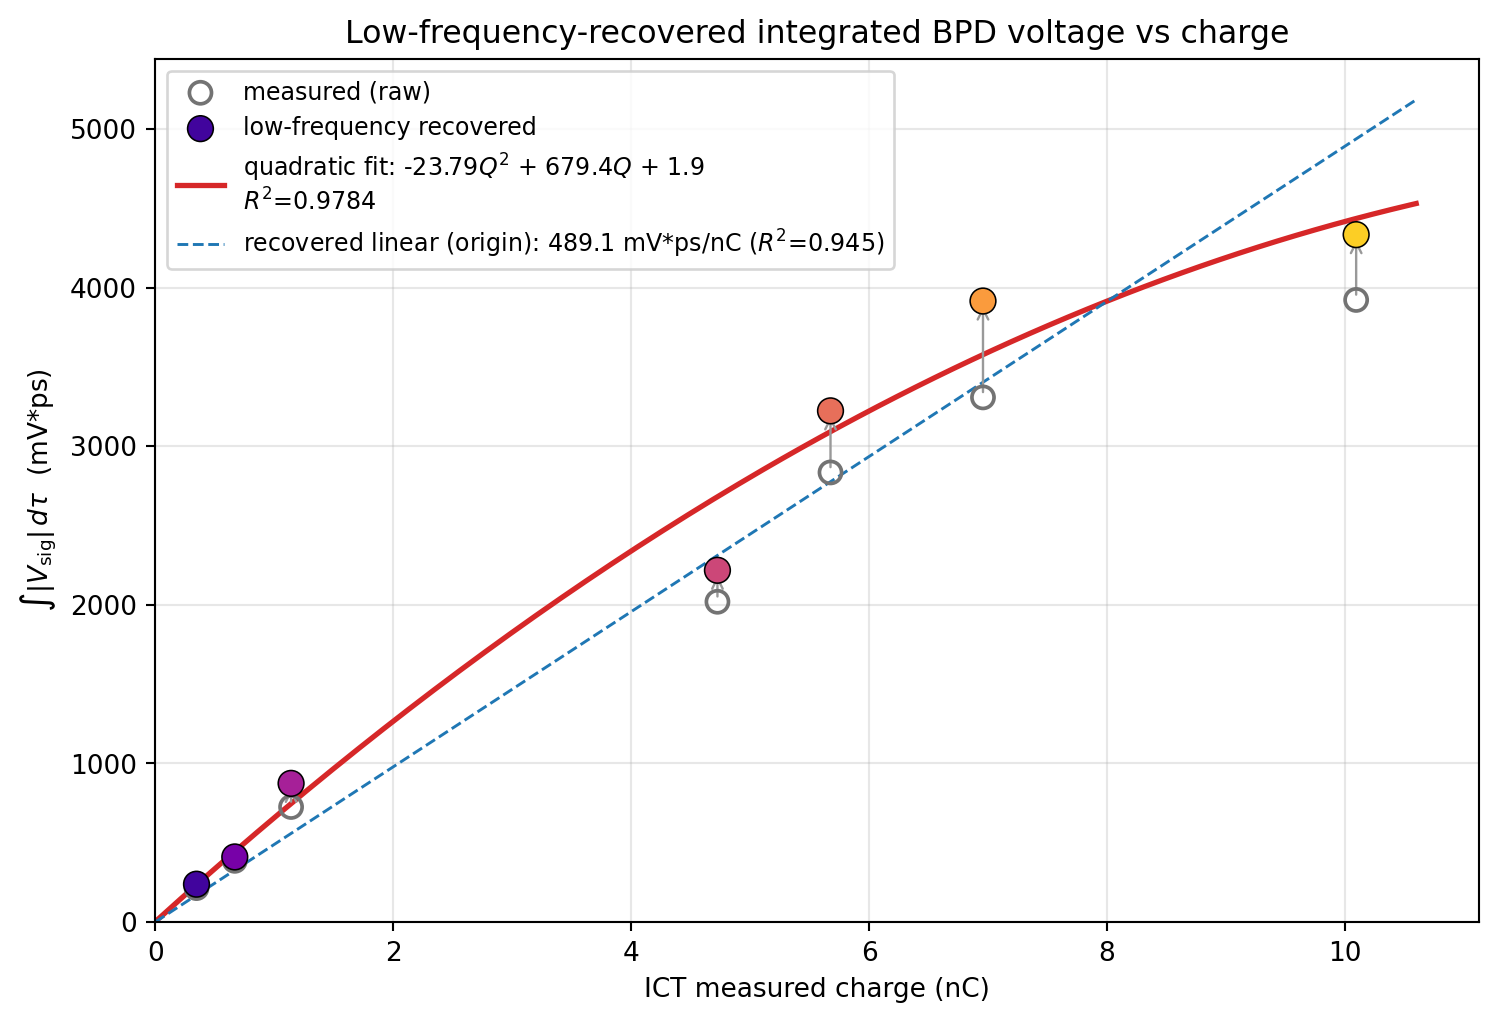 Low-frequency-recovered integrated BPD voltage vs charge
measured (raw)
low-frequency recovered
quadratic fit: -23.79Q² + 679.4Q + 1.9
R²=0.9784
recovered linear (origin): 489.1 mV*ps/nC (R²=0.945)
5000
4000
3000
2000
1000
0
∫|V_sig| dτ (mV*ps)
0 2 4 6 8 10
ICT measured charge (nC)